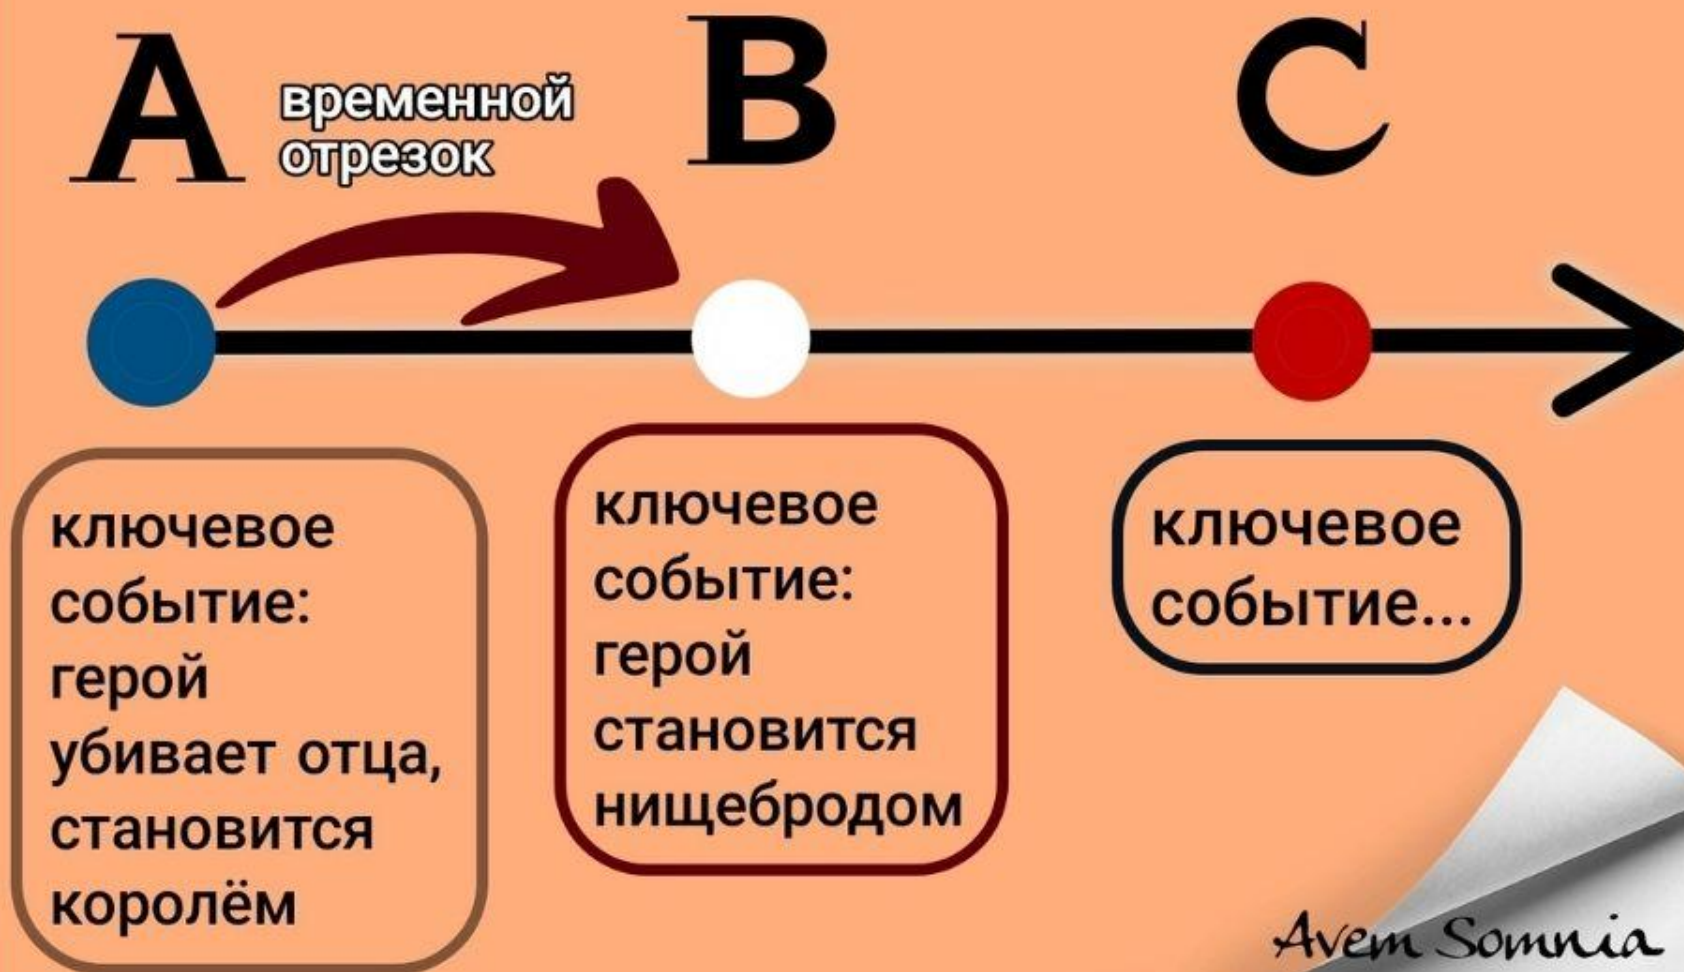 A
временной
отрезок
B
C
ключевое
событие:
герой
убивает отца,
становится
королём
ключевое
событие:
герой
становится
нищебродом
ключевое
событие...
Avem Somnia